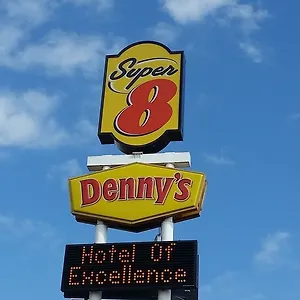 Super
8
Denny's
Hotel Of
Excellence